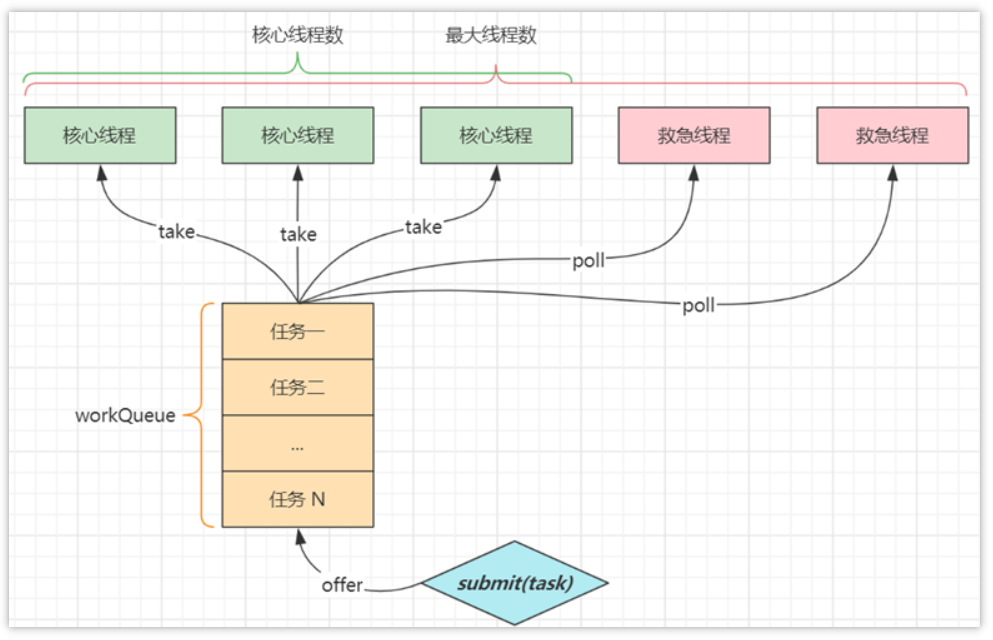 核心线程数
最大线程数
核心线程
核心线程
核心线程
救急线程
救急线程
take
take
take
poll
poll
任务一
任务二
workQueue
...
任务 N
offer
submit(task)